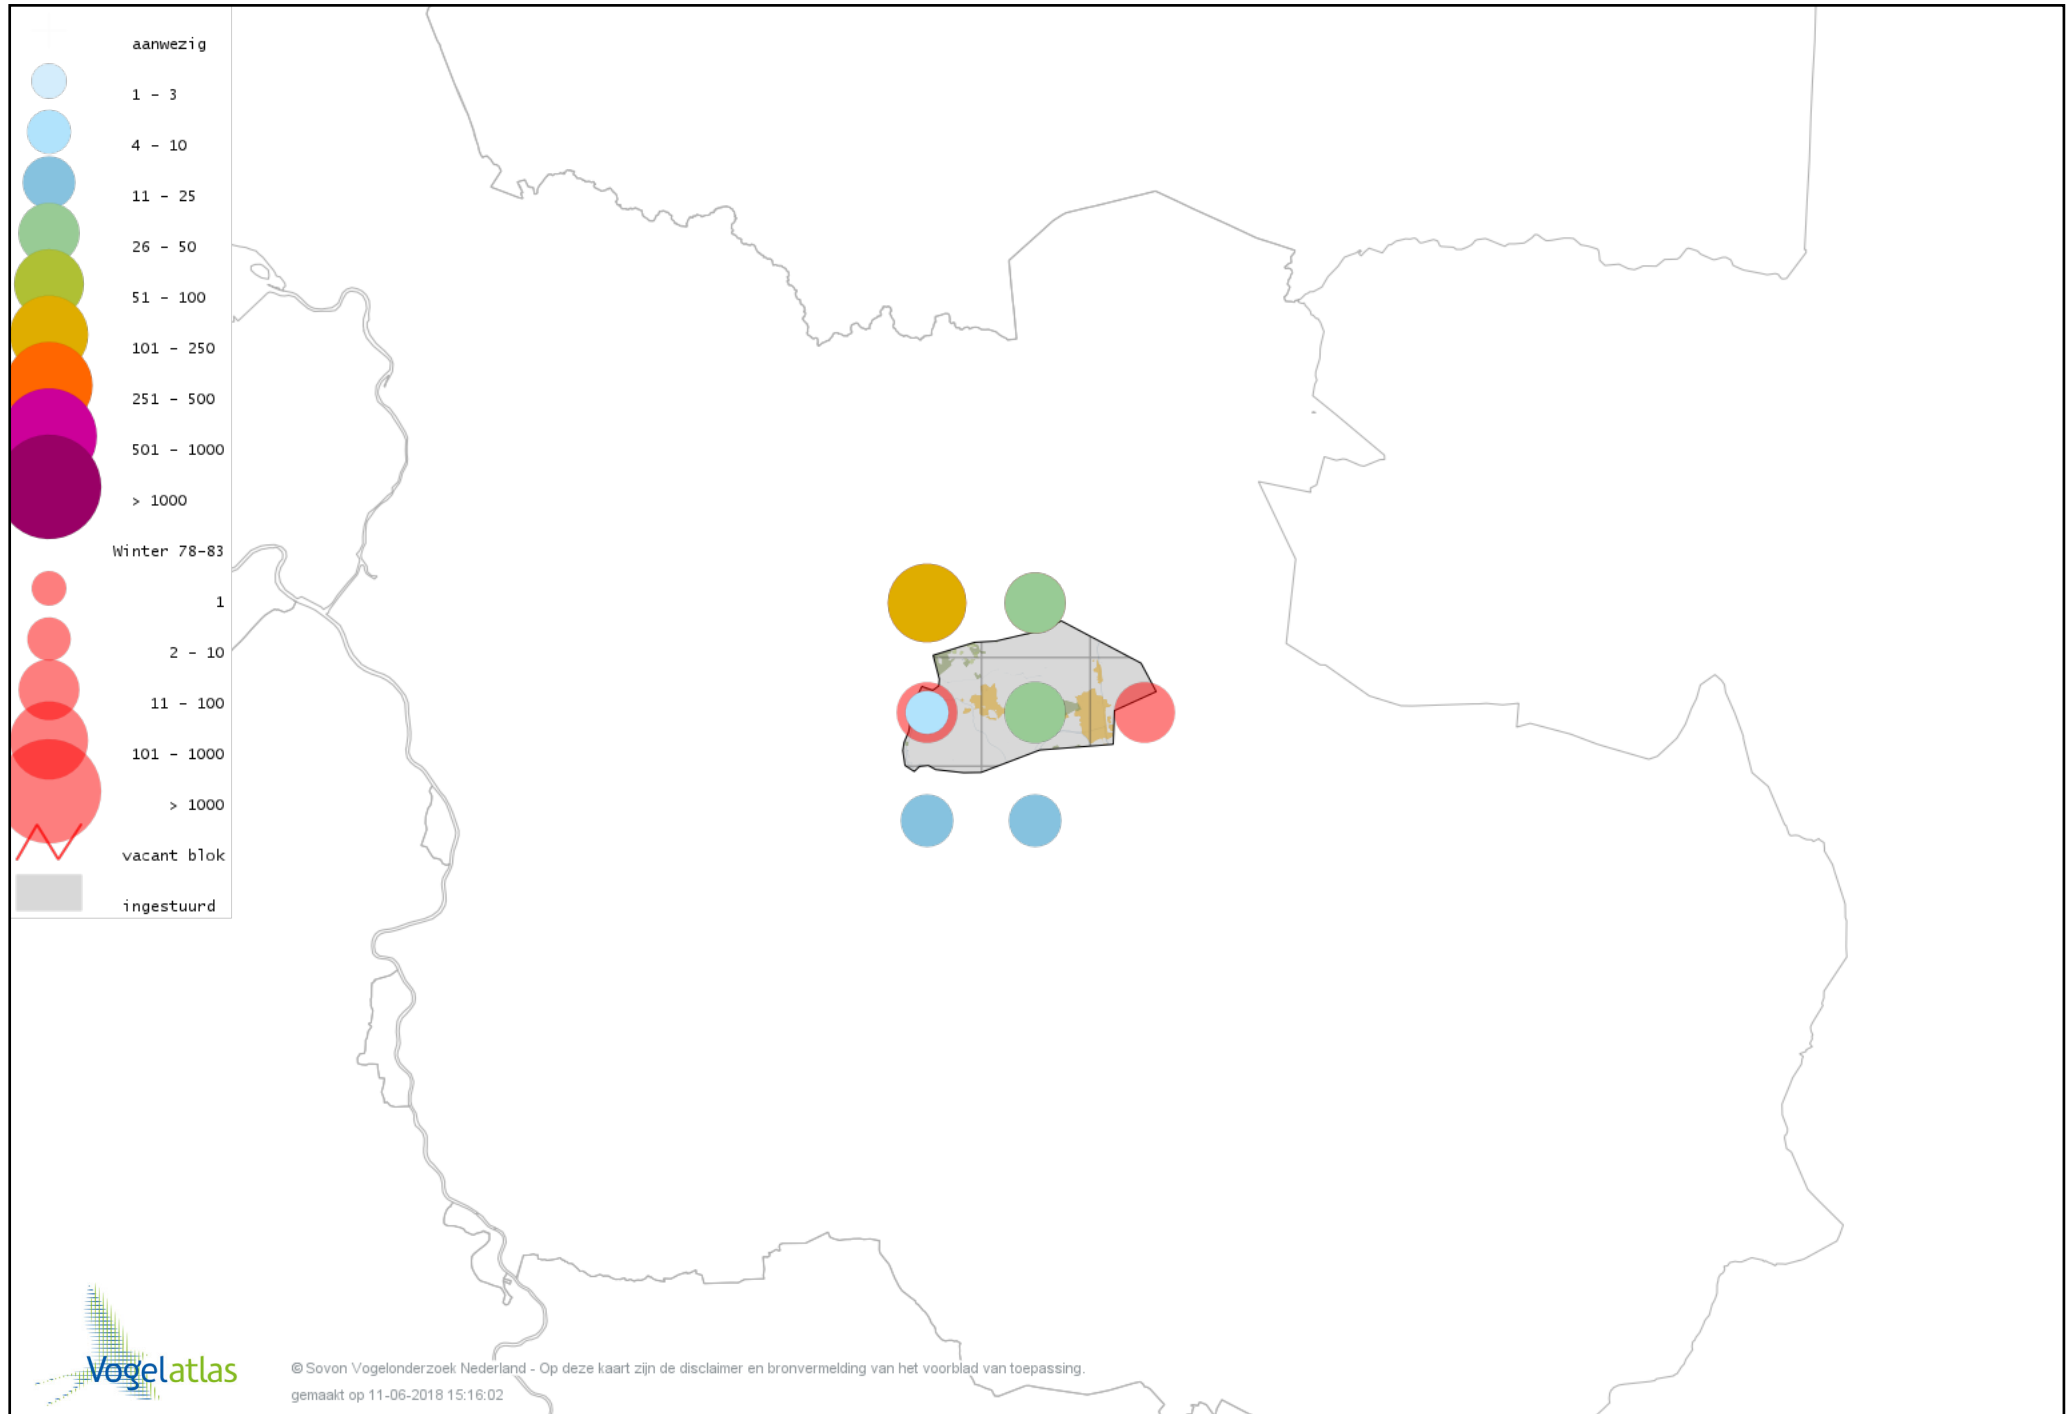 aanwezig
1 - 3
4 - 10
11 - 25
26 - 50
51 - 100
101 - 250
251 - 500
501 - 1000
> 1000
Winter 78-83
1
2 - 10
11 - 100
101 - 1000
> 1000
vacant blok
ingestuurd
Vogelatlas
© Sovon Vogelonderzoek Nederland - Op deze kaart zijn de disclaimer en bronvermelding van het voorblad van toepassing.
gemaakt op 11-06-2018 15:16:02